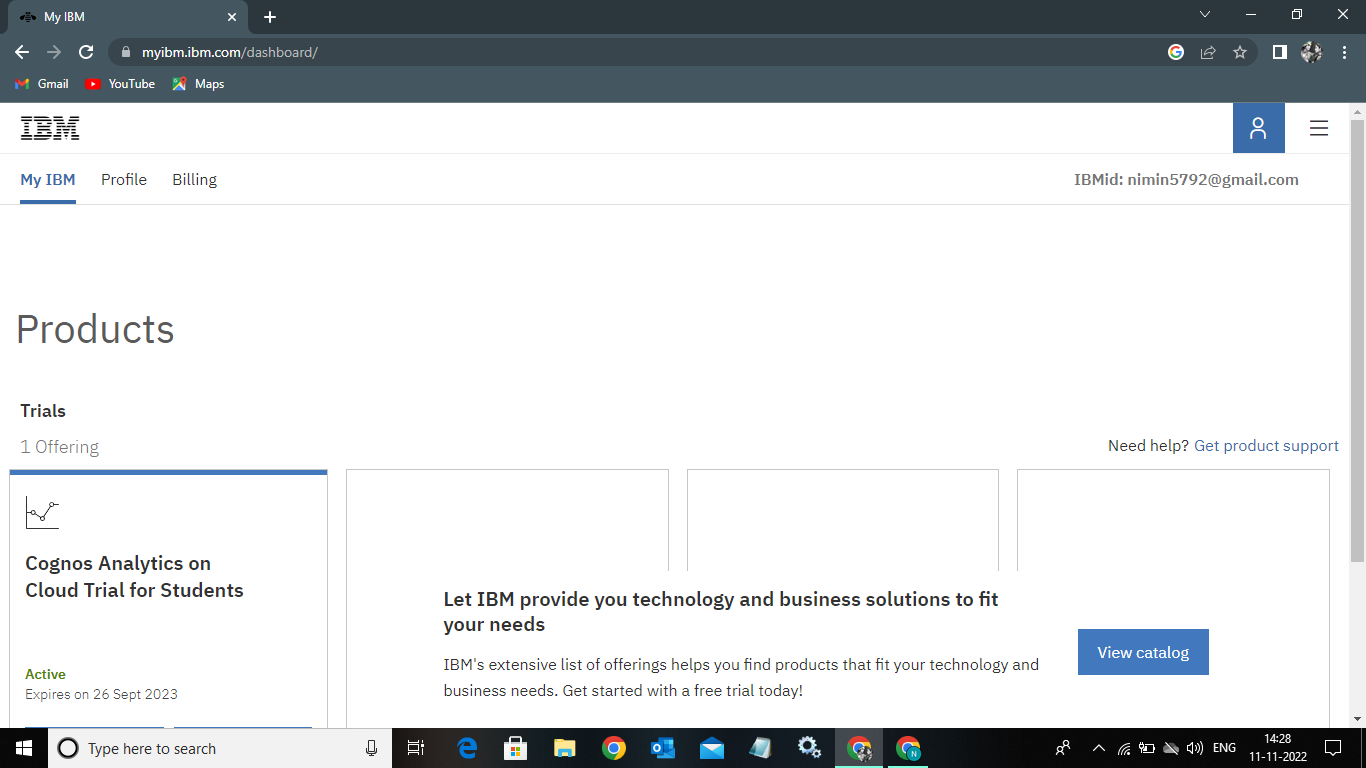 My IBM
myibm.ibm.com/dashboard/
Gmail YouTube Maps
IBM
My IBM Profile Billing IBMid: nimin5792@gmail.com
Products
Trials
1 Offering
Need help? Get product support
Cognos Analytics on
Cloud Trial for Students
Active
Expires on 26 Sept 2023
Let IBM provide you technology and business solutions to fit
your needs
IBM's extensive list of offerings helps you find products that fit your technology and
business needs. Get started with a free trial today!
View catalog
Type here to search
N
ENG
14:28
11-11-2022